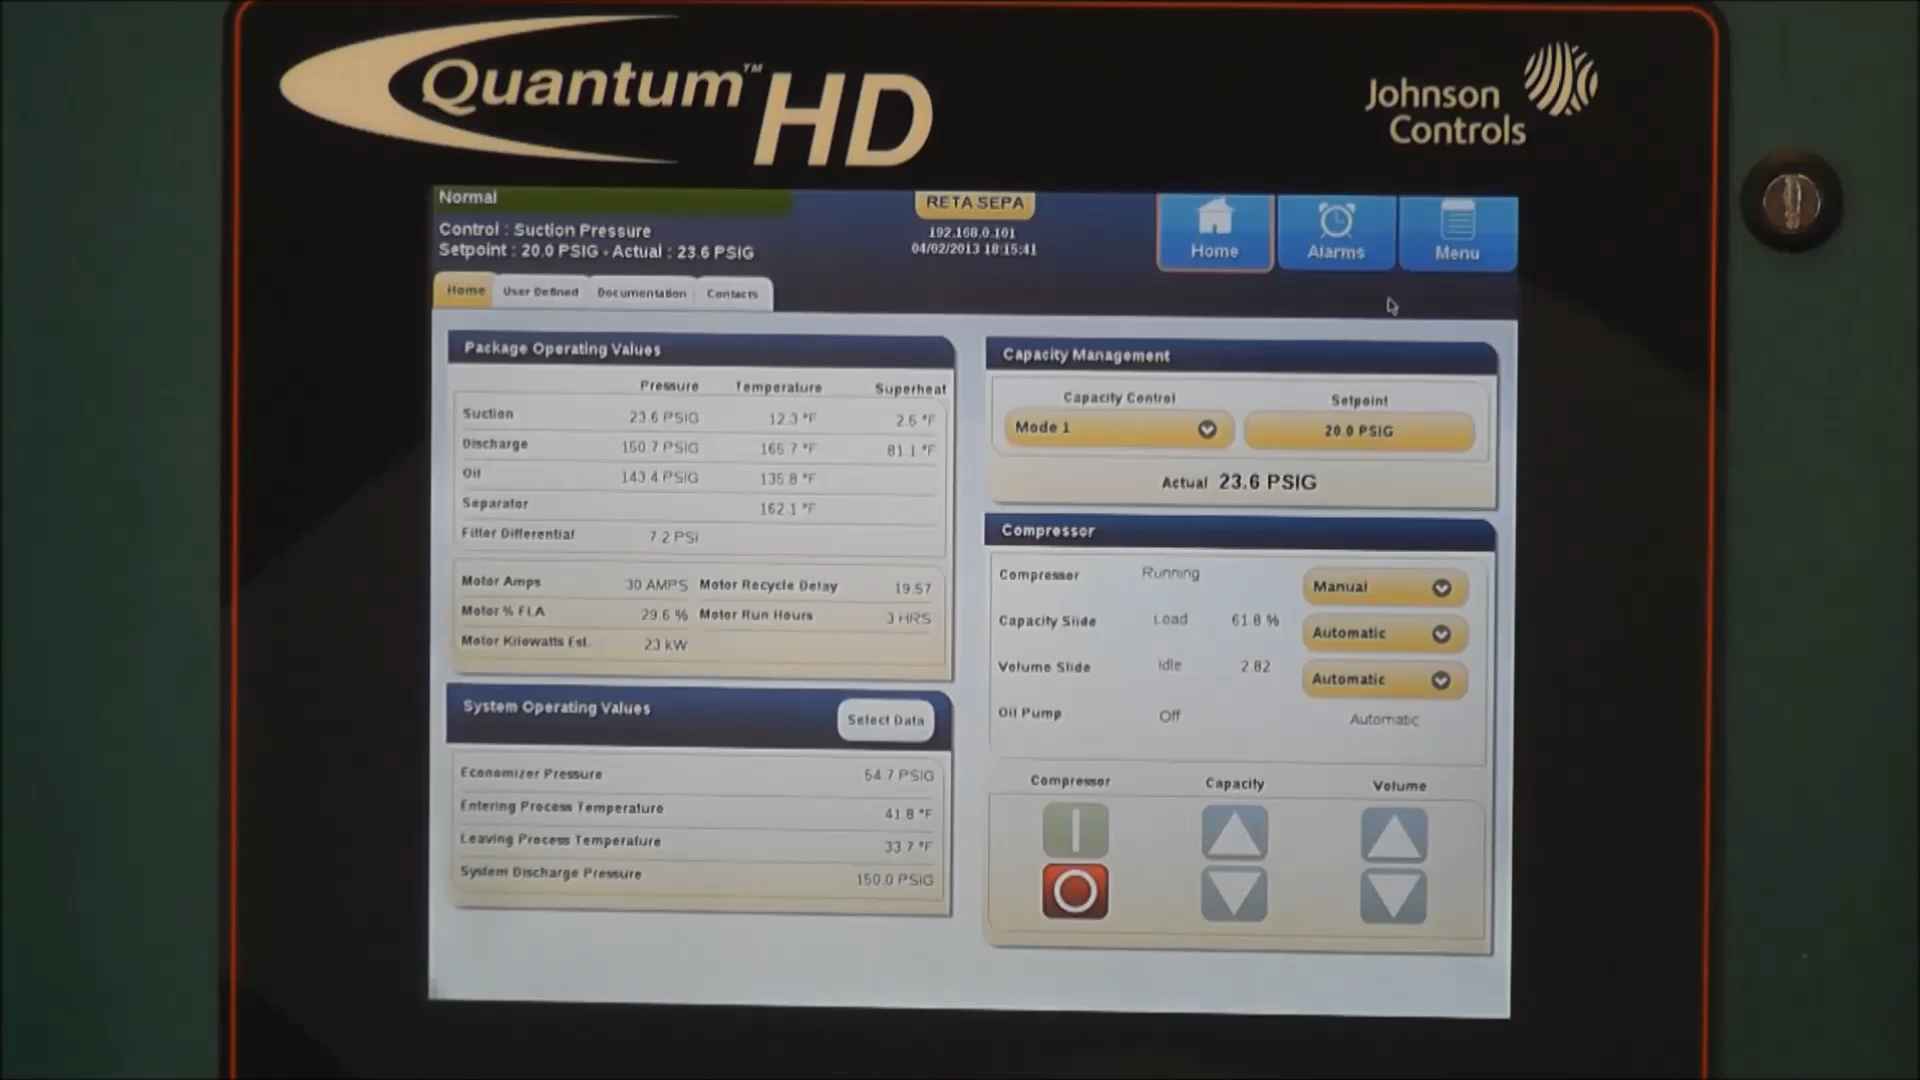 Quantum™ HD
Johnson
Controls
Normal
RETA SEPA
Control : Suction Pressure
192.168.0.101
Setpoint : 20.0 PSIG - Actual : 23.6 PSIG
04/02/2013 18:15:41
Home
Alarms
Menu
Home User Defined Documentation Contacts
Package Operating Values
Pressure Temperature Superheat
Suction 23.6 PSIG 12.3 °F 2.6 °F
Discharge 150.7 PSIG 165.7 °F 81.1 °F
Oil 143.4 PSIG 135.8 °F
Separator 162.1 °F
Filter Differential 7.2 PSI
Motor Amps 30 AMPS Motor Recycle Delay 19.57
Motor % FLA 29.6 % Motor Run Hours 3 HRS
Motor Kilowatts Est. 23 kW
System Operating Values Select Data
Economizer Pressure 54.7 PSIG
Entering Process Temperature 41.8 °F
Leaving Process Temperature 33.7 °F
System Discharge Pressure 150.0 PSIG
Capacity Management
Capacity Control Setpoint
Mode 1 20.0 PSIG
Actual 23.6 PSIG
Compressor
Compressor Running Manual
Capacity Slide Load 61.8 % Automatic
Volume Slide Idle 2.82 Automatic
Oil Pump Off Automatic
Compressor Capacity Volume